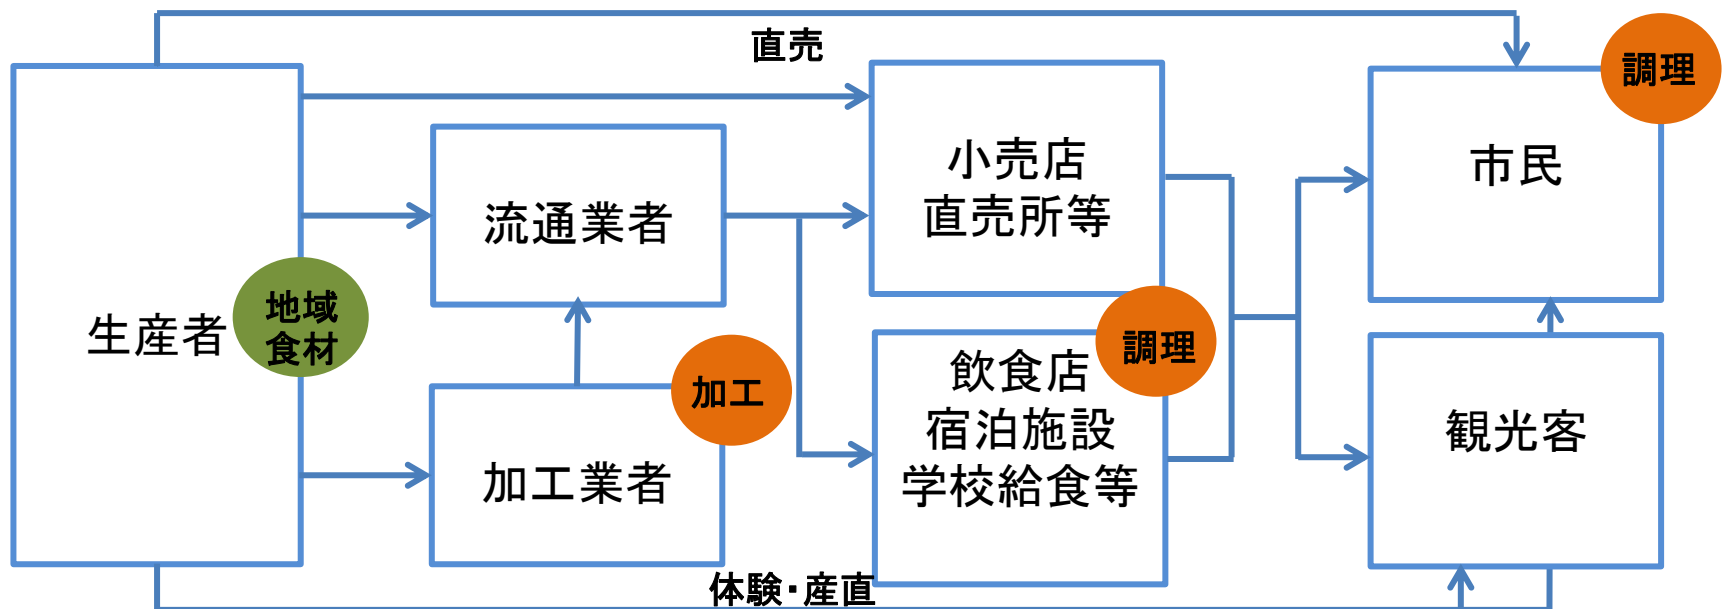 直売
調理
小売店
直売所等
市民
流通業者
生産者
地域
食材
加工
調理
飲食店
宿泊施設
学校給食等
観光客
加工業者
体験・産直